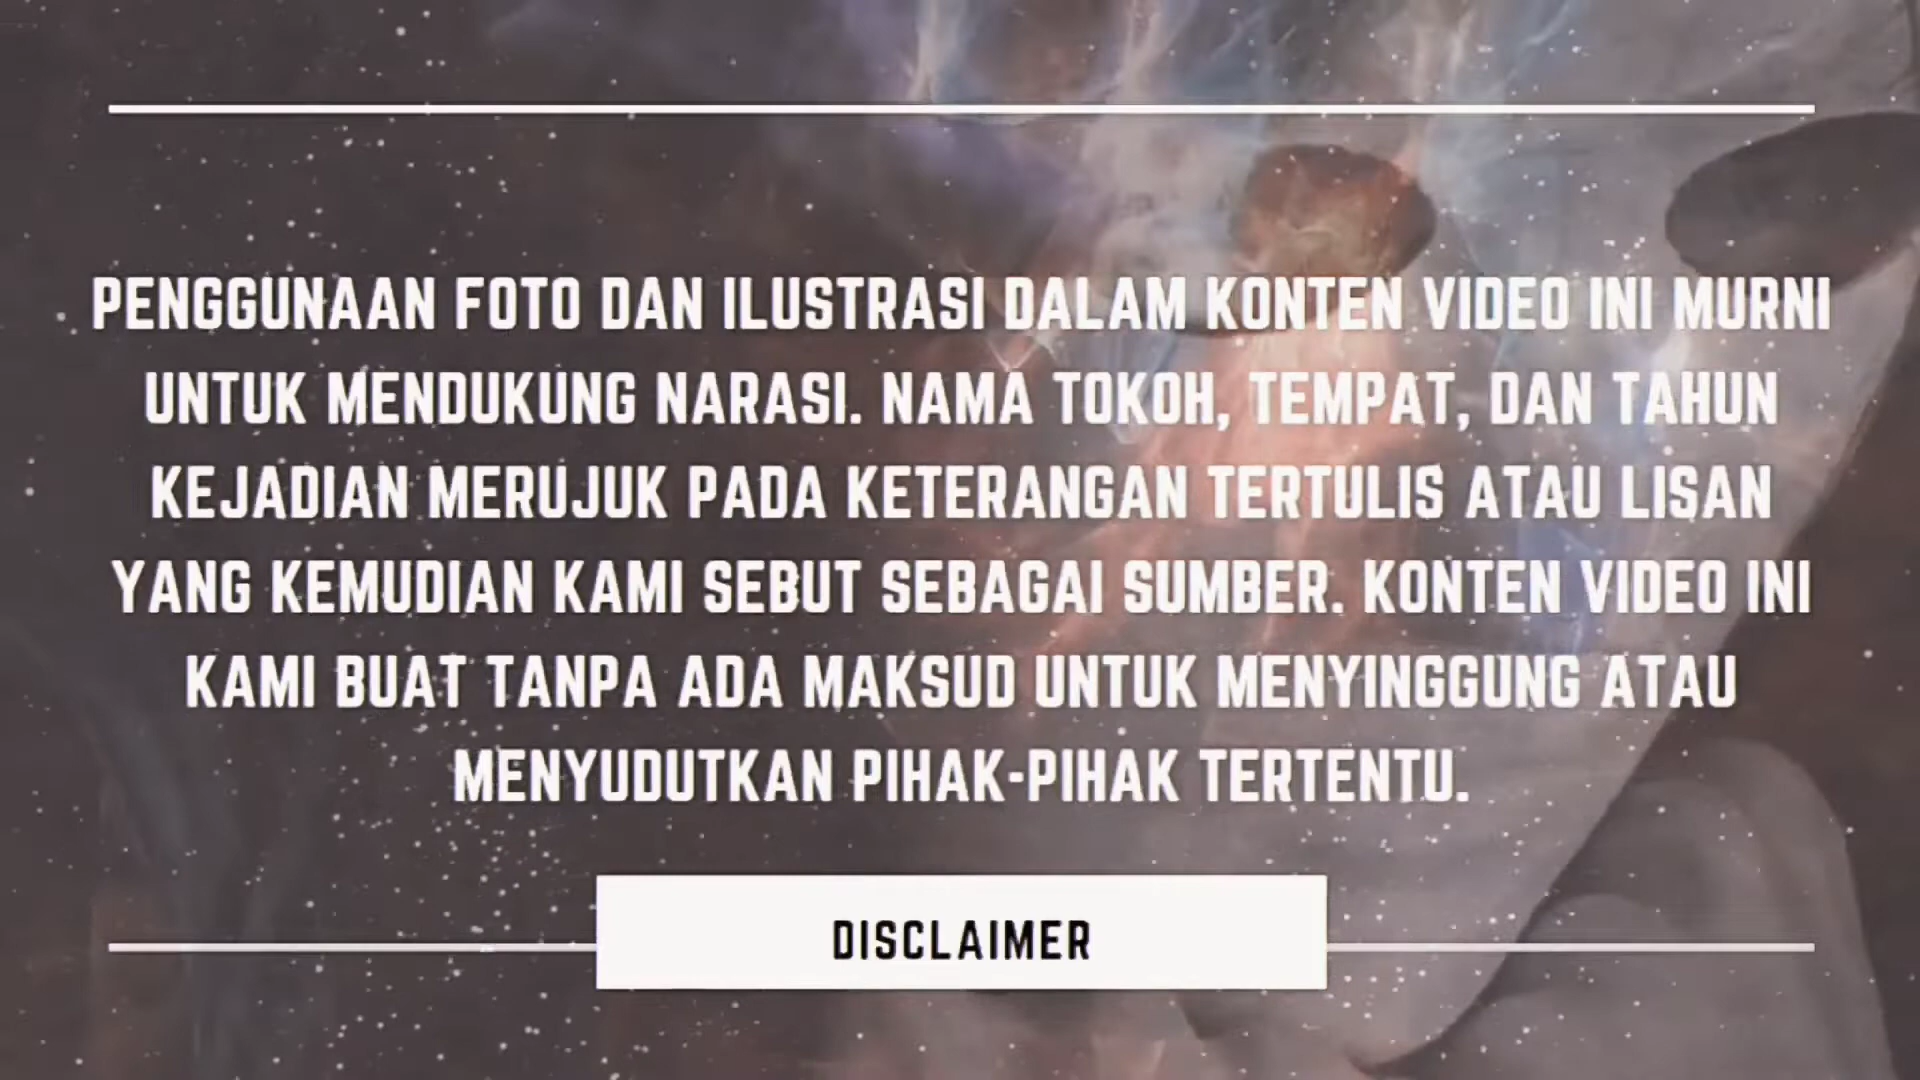 PENGGUNAAN FOTO DAN ILUSTRASI DALAM KONTEN VIDEO INI MURNI
UNTUK MENDUKUNG NARASI. NAMA TOKOH, TEMPAT, DAN TAHUN
KEJADIAN MERUJUK PADA KETERANGAN TERTULIS ATAU LISAN
YANG KEMUDIAN KAMI SEBUT SEBAGAI SUMBER. KONTEN VIDEO INI
KAMI BUAT TANPA ADA MAKSUD UNTUK MENYINGGUNG ATAU
MENYUDUTKAN PIHAK-PIHAK TERTENTU.
DISCLAIMER